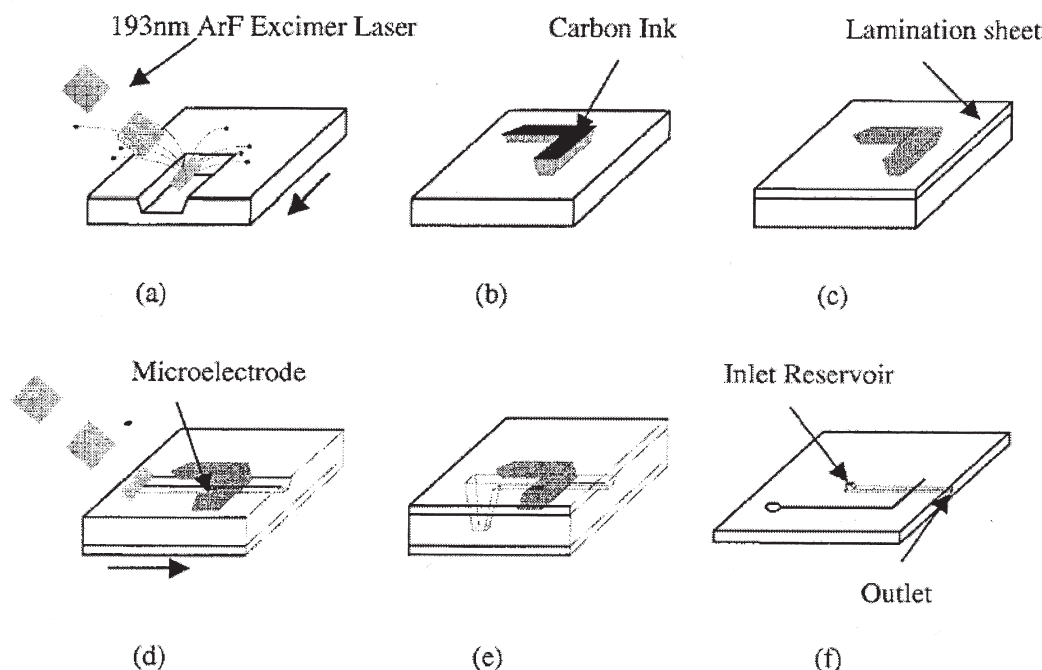 193nm ArF Excimer Laser
Carbon Ink
Lamination sheet
(a)
(b)
(c)
Microelectrode
Inlet Reservoir
Outlet
(d)
(e)
(f)